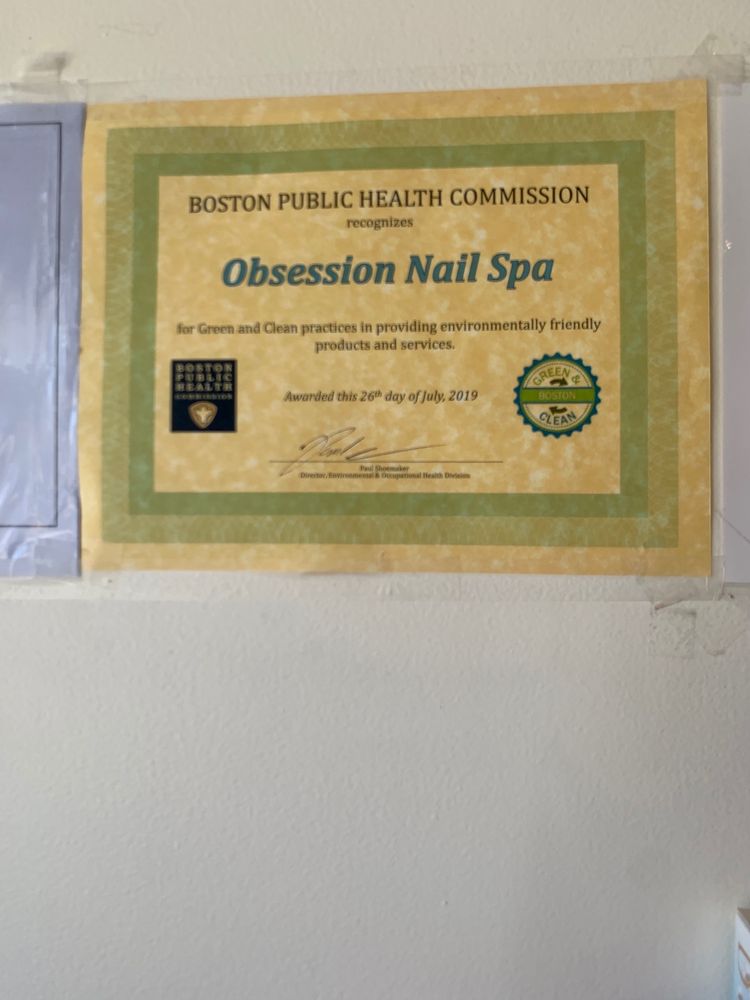 BOSTON PUBLIC HEALTH COMMISSION
recognizes
Obsession Nail Spa
for Green and Clean practices in providing environmentally friendly
products and services.
BOSTON
PUBLIC
HEALTH
COMMISSION
Awarded this 26th day of July, 2019
GREEN &
BOSTON
CLEAN
Paul Shoemaker
Director, Environmental & Occupational Health Division